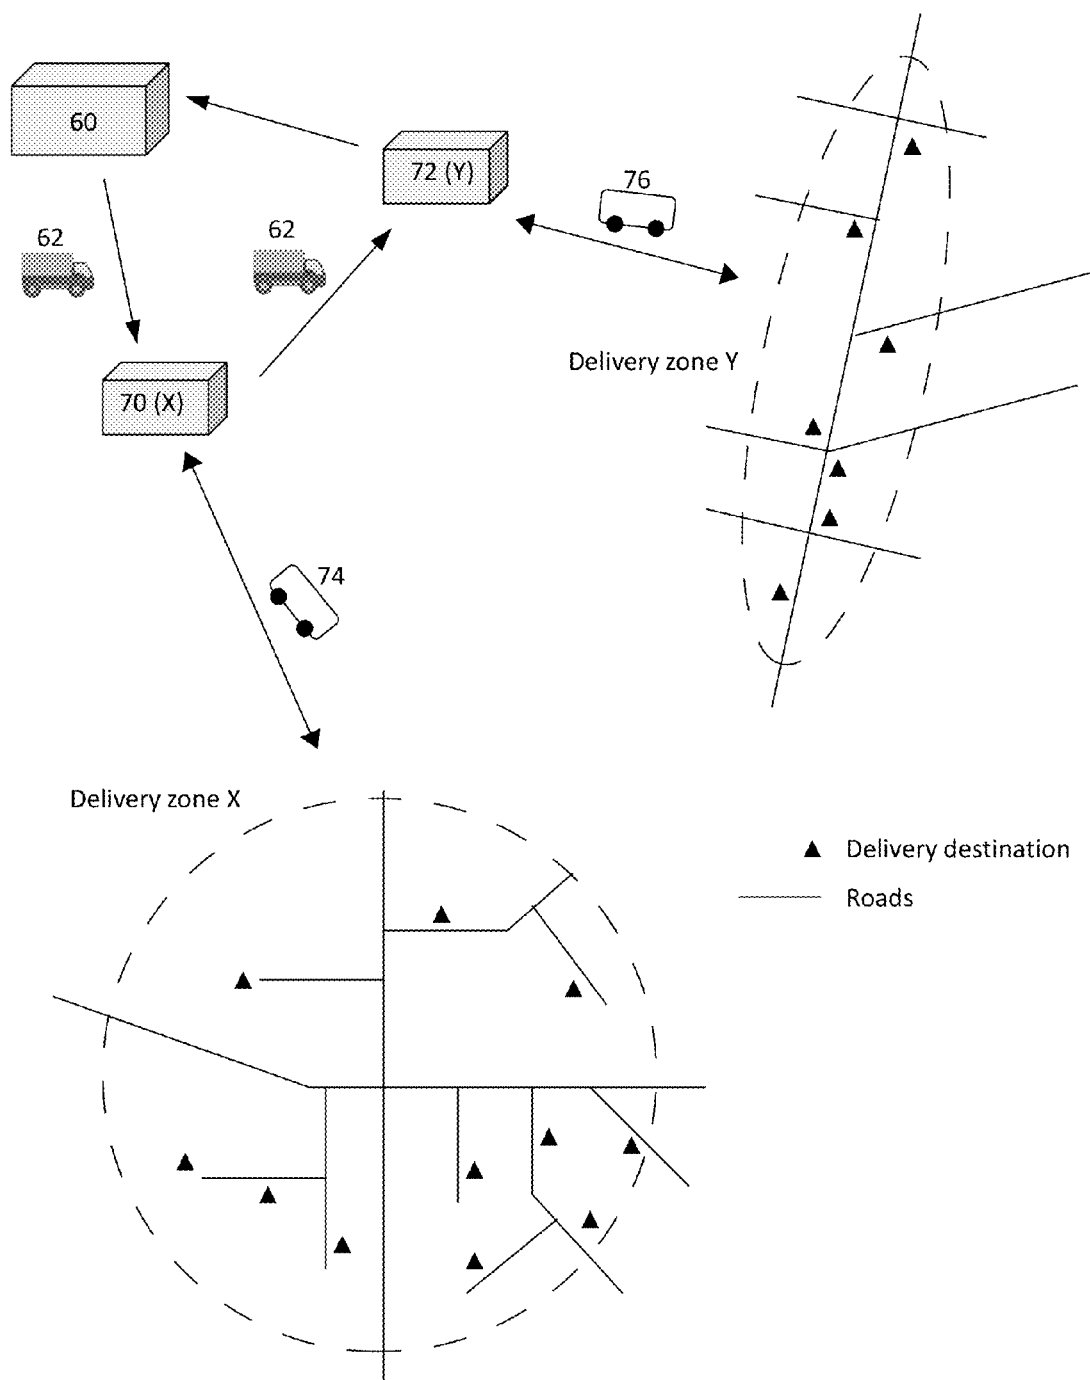 60
72 (Y)
76
62
62
Delivery zone Y
70 (X)
74
Delivery zone X
Delivery destination
Roads